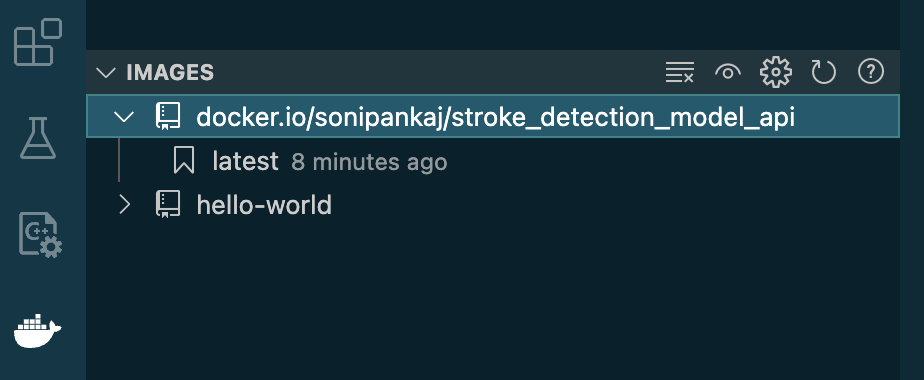 IMAGES
docker.io/sonipankaj/stroke_detection_model_api
latest 8 minutes ago
hello-world
C++